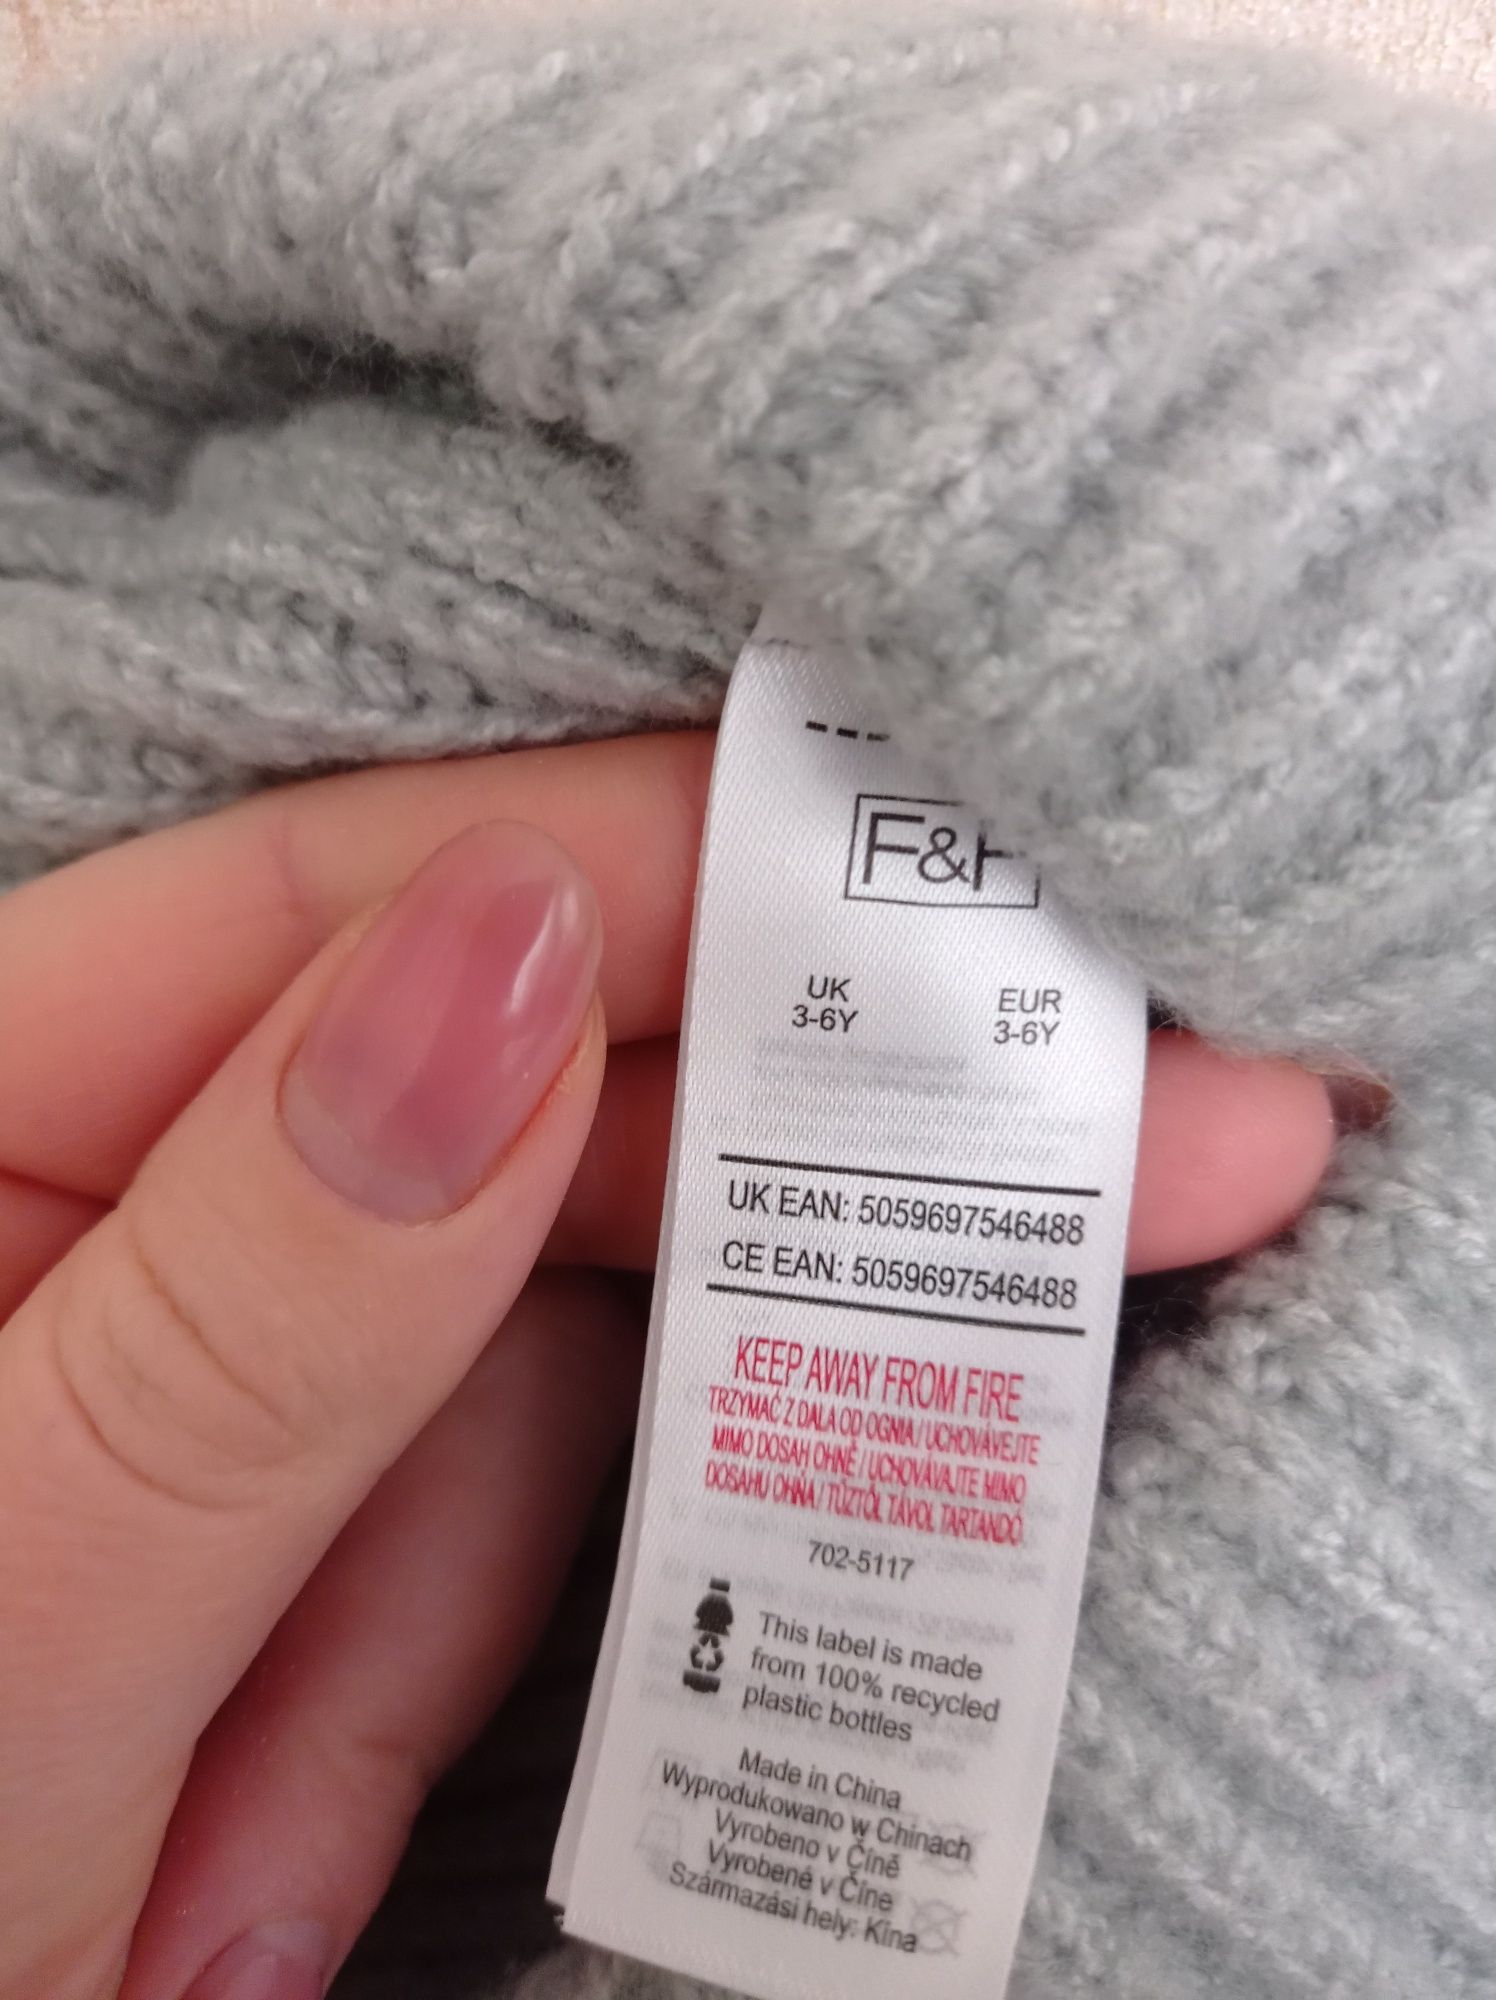 F&F
UK
3-6Y
EUR
3-6Y
UK EAN: 5059697546488
CE EAN: 5059697546488
KEEP AWAY FROM FIRE
TRZYMAĆ Z DALA OD OGNIA / UCHOVÁVEJTE
MIMO DOSAH OHNĚ / UCHOVÁVAJTE MIMO
DOSAHU OHŇA / TŰZTŐL TÁVOL TARTANDÓ.
702-5117
This label is made
from 100% recycled
plastic bottles
Made in China
Wyprodukowano w Chinach
Vyrobeno v Číně
Vyrobené v Číne
Származási hely: Kína